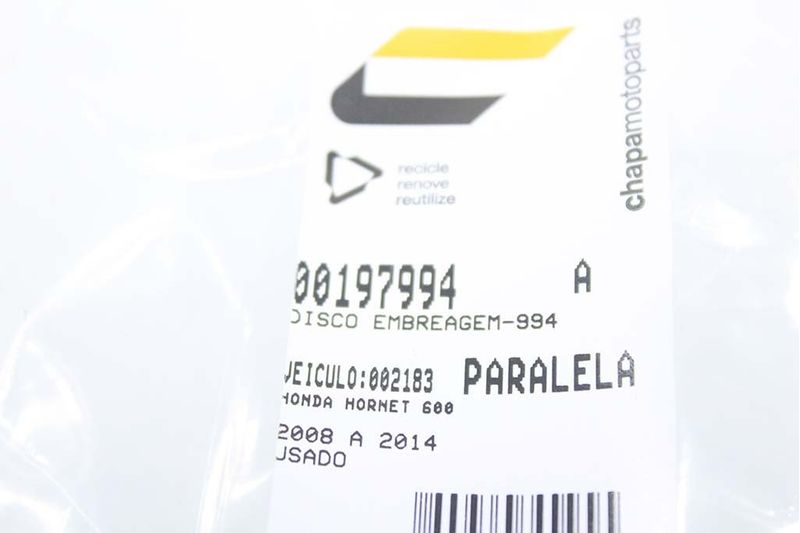 chapamotoparts
recicle
renove
reutilize
00197994 A
DISCO EMBREAGEM-994
VEICULO:002183 PARALELA
HONDA HORNET 600
2008 A 2014
USADO